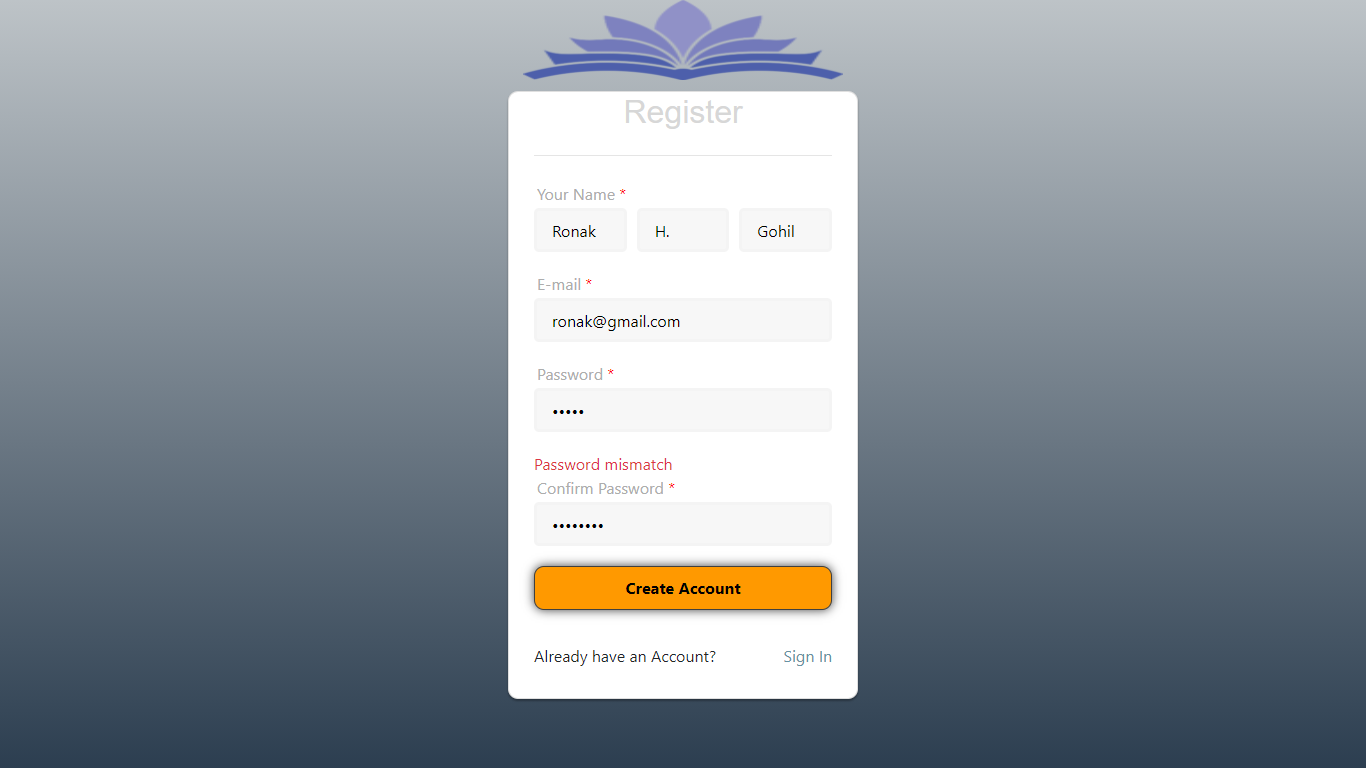 Register
Your Name *
Ronak H. Gohil
E-mail *
ronak@gmail.com
Password *
•••••
Password mismatch
Confirm Password *
••••••••
Create Account
Already have an Account? Sign In